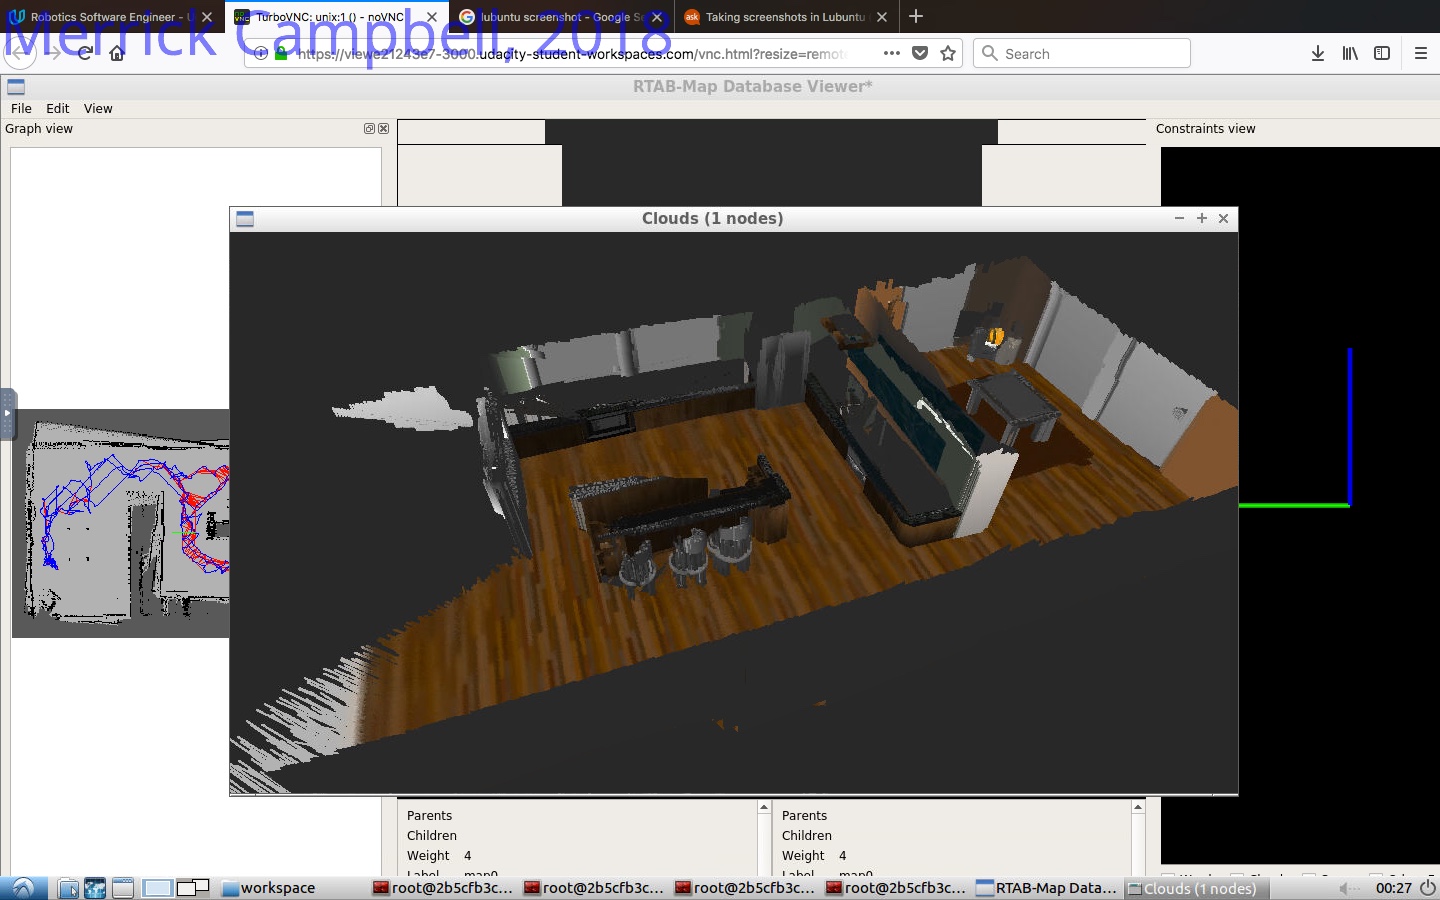 Robotics Software Engineer - U
TurboVNC: unix:1 () - noVNC
lubuntu screenshot - Google Se
Taking screenshots in Lubuntu
Merrick Campbell, 2018
https://viewe21243e7-3000.udacity-student-workspaces.com/vnc.html?resize=remot
Search
RTAB-Map Database Viewer*
File Edit View
Graph view
Constraints view
Clouds (1 nodes)
Parents
Children
Weight 4
Label map0
Parents
Children
Weight 4
Label map0
workspace
root@2b5cfb3c...
root@2b5cfb3c...
root@2b5cfb3c...
root@2b5cfb3c...
RTAB-Map Data...
Clouds (1 nodes)
00:27